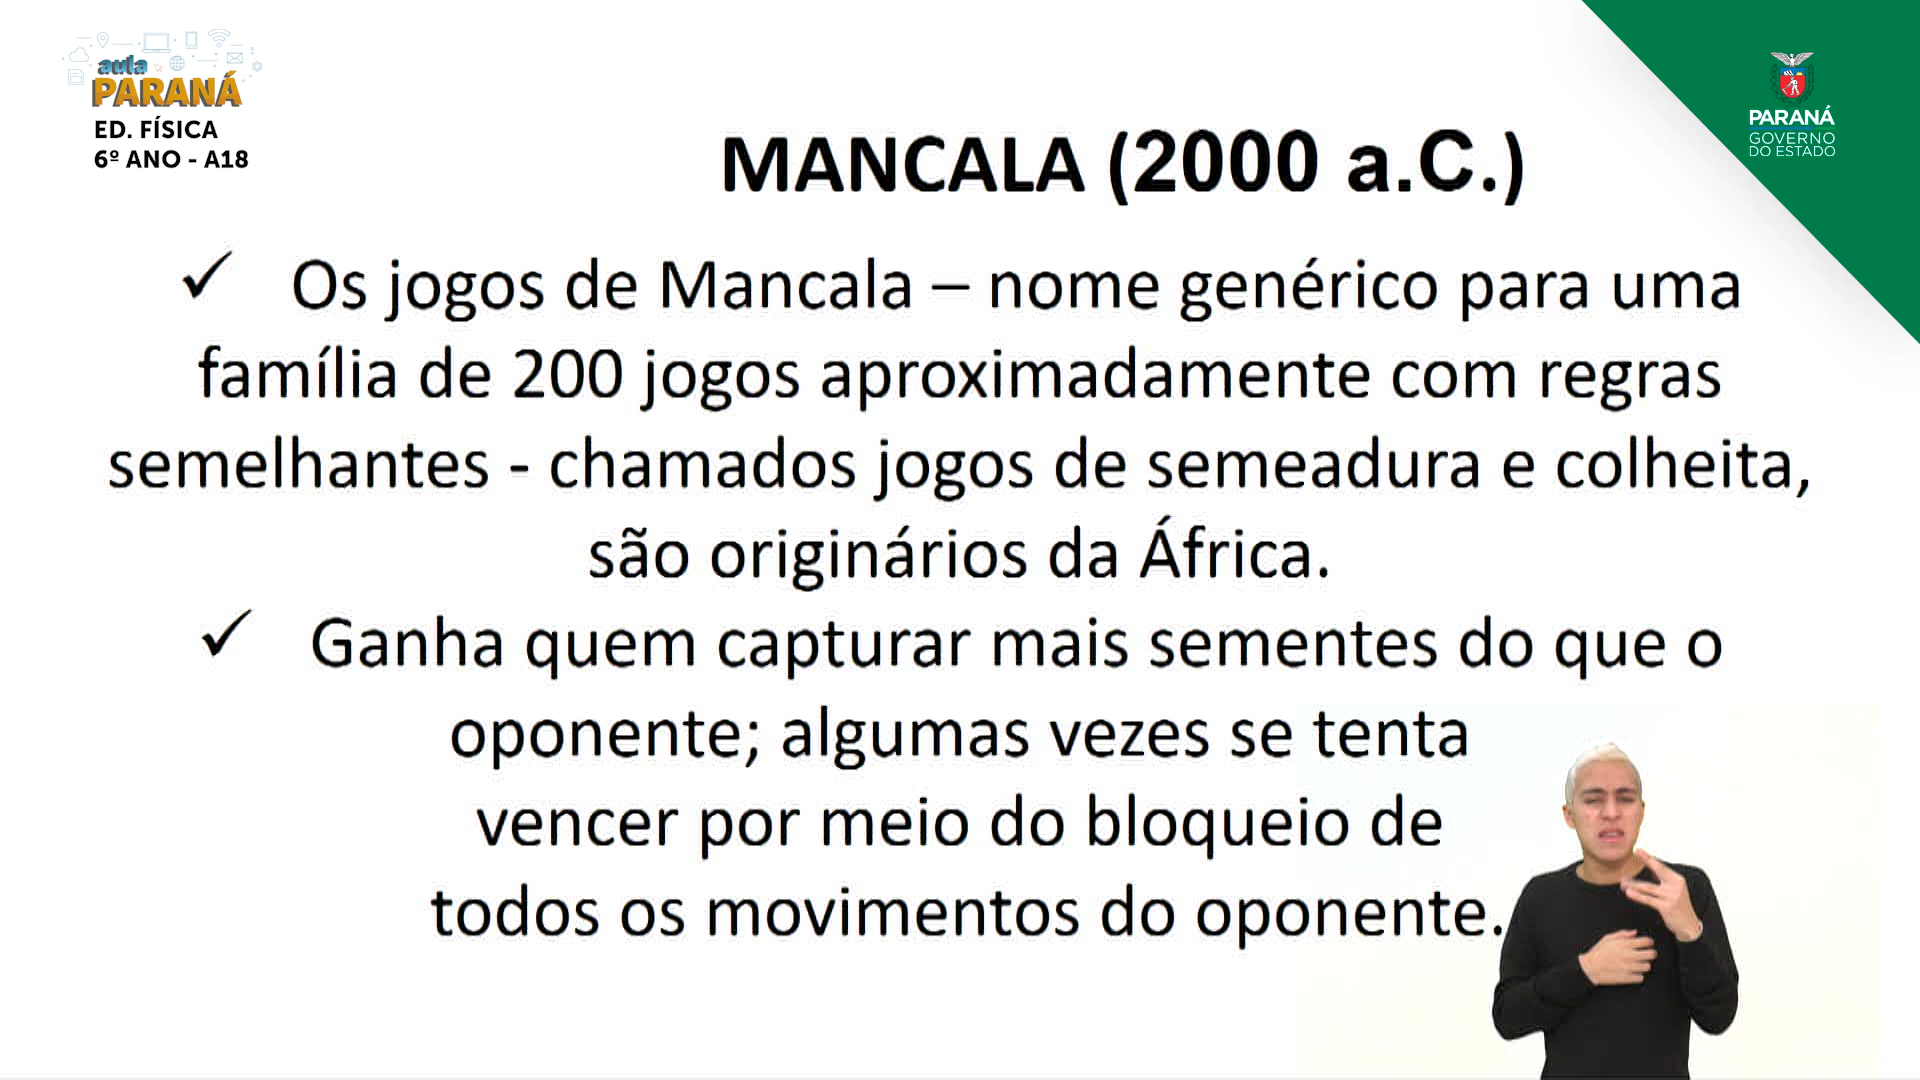 aula
PARANÁ
ED. FÍSICA
6º ANO - A18
PARANÁ
GOVERNO
DO ESTADO
MANCALA (2000 a.C.)
✓ Os jogos de Mancala – nome genérico para uma
família de 200 jogos aproximadamente com regras
semelhantes - chamados jogos de semeadura e colheita,
são originários da África.
✓ Ganha quem capturar mais sementes do que o
oponente; algumas vezes se tenta
vencer por meio do bloqueio de
todos os movimentos do oponente.